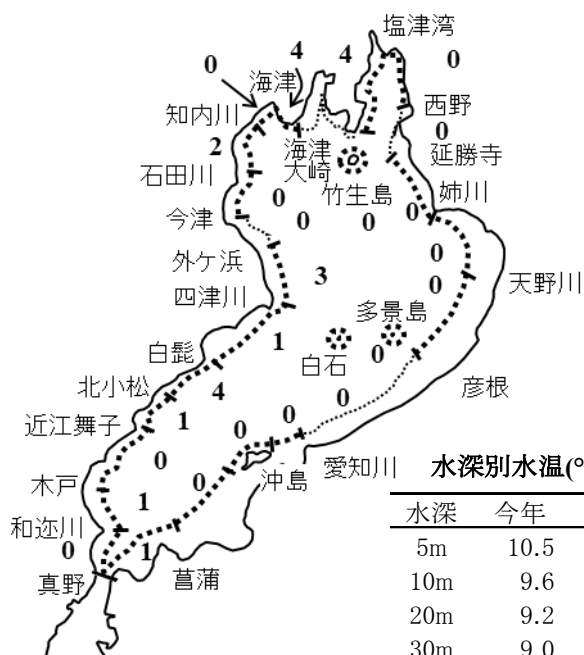 塩津湾
4
4
0
0
海津
知内川
西野
0
2
海津
大崎
延勝寺
石田川
竹生島
姉川
0
0
0
0
今津
0
外ケ浜
3
0
天野川
四津川
多景島
1
白髭
白石
0
彦根
北小松
4
0
1
0
近江舞子
0
愛知川
0
沖島
木戸
0
1
和迩川
0
1
真野
菖蒲
水深別水温(°
水深 今年
5m 10.5
10m 9.6
20m 9.2
30m 9.0